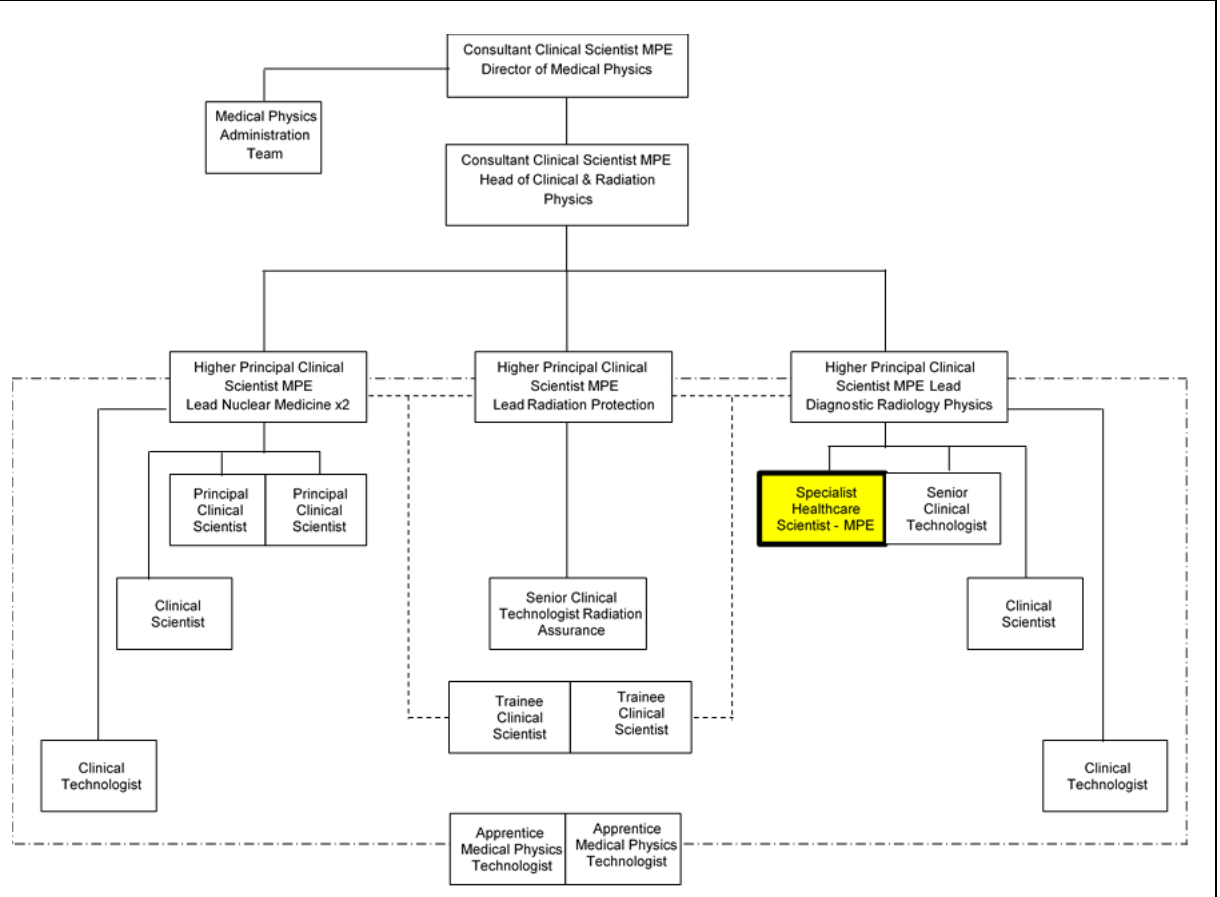 Consultant Clinical Scientist MPE
Director of Medical Physics
Medical Physics
Administration
Team
Consultant Clinical Scientist MPE
Head of Clinical & Radiation
Physics
Higher Principal Clinical
Scientist MPE
Lead Nuclear Medicine x2
Higher Principal Clinical
Scientist MPE
Lead Radiation Protection
Higher Principal Clinical
Scientist MPE Lead
Diagnostic Radiology Physics
Principal
Clinical
Scientist
Principal
Clinical
Scientist
Specialist
Healthcare
Scientist - MPE
Senior
Clinical
Technologist
Clinical
Scientist
Senior Clinical
Technologist Radiation
Assurance
Clinical
Scientist
Trainee
Clinical
Scientist
Trainee
Clinical
Scientist
Clinical
Technologist
Clinical
Technologist
Apprentice
Medical Physics
Technologist
Apprentice
Medical Physics
Technologist